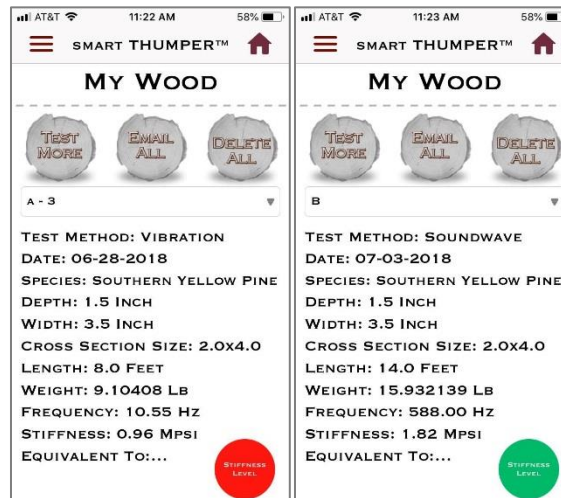 AT&T 11:22 AM 58%
SMART THUMPER™
MY WOOD
TEST MORE
EMAIL ALL
DELETE ALL
A - 3
TEST METHOD: VIBRATION
DATE: 06-28-2018
SPECIES: SOUTHERN YELLOW PINE
DEPTH: 1.5 INCH
WIDTH: 3.5 INCH
CROSS SECTION SIZE: 2.0X4.0
LENGTH: 8.0 FEET
WEIGHT: 9.10408 LB
FREQUENCY: 10.55 HZ
STIFFNESS: 0.96 MPSI
EQUIVALENT TO:...
STIFFNESS LEVEL
AT&T 11:23 AM 58%
SMART THUMPER™
MY WOOD
TEST MORE
EMAIL ALL
DELETE ALL
B
TEST METHOD: SOUNDWAVE
DATE: 07-03-2018
SPECIES: SOUTHERN YELLOW PINE
DEPTH: 1.5 INCH
WIDTH: 3.5 INCH
CROSS SECTION SIZE: 2.0X4.0
LENGTH: 14.0 FEET
WEIGHT: 15.932139 LB
FREQUENCY: 588.00 HZ
STIFFNESS: 1.82 MPSI
EQUIVALENT TO:...
STIFFNESS LEVEL